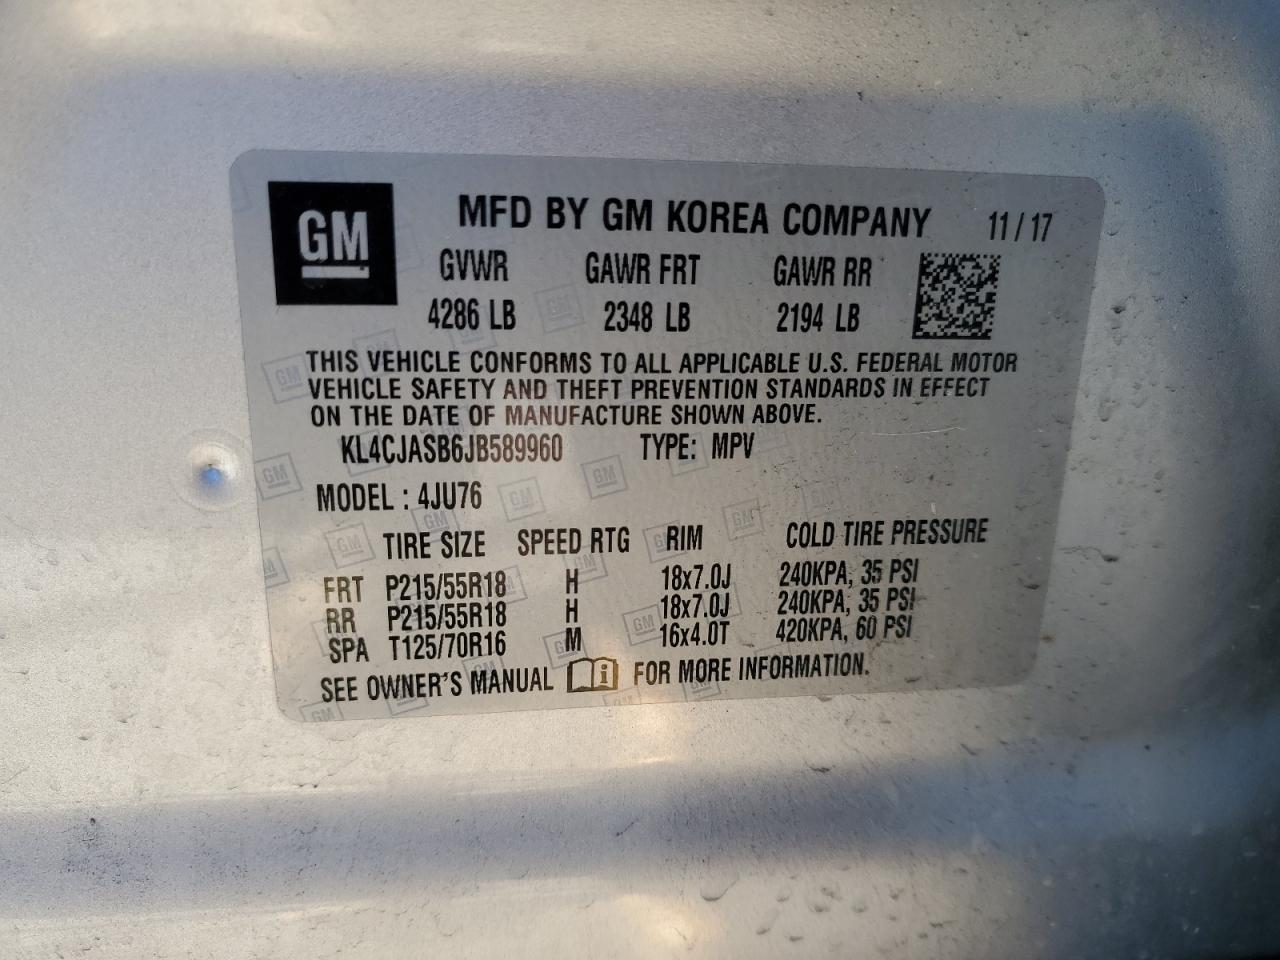 GM MFD BY GM KOREA COMPANY 11 / 17
GVWR GAWR FRT GAWR RR
4286 LB 2348 LB 2194 LB
THIS VEHICLE CONFORMS TO ALL APPLICABLE U.S. FEDERAL MOTOR
VEHICLE SAFETY AND THEFT PREVENTION STANDARDS IN EFFECT
ON THE DATE OF MANUFACTURE SHOWN ABOVE.
KL4CJASB6JB589960 TYPE: MPV
MODEL : 4JU76
TIRE SIZE SPEED RTG RIM COLD TIRE PRESSURE
FRT P215/55R18 H 18x7.0J 240KPA, 35 PSI
RR P215/55R18 H 18x7.0J 240KPA, 35 PSI
SPA T125/70R16 M 16x4.0T 420KPA, 60 PSI
SEE OWNER'S MANUAL FOR MORE INFORMATION.